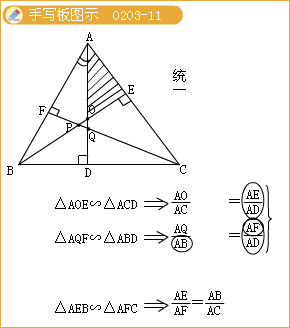 手写板图示 0203-11
A
F
E
O
P
Q
B
D
C
统
一
△AOE∽△ACD ⟹ AO/AC = AE/AD
△AQF∽△ABD ⟹ AQ/AB = AF/AD
△AEB∽△AFC ⟹ AE/AF = AB/AC